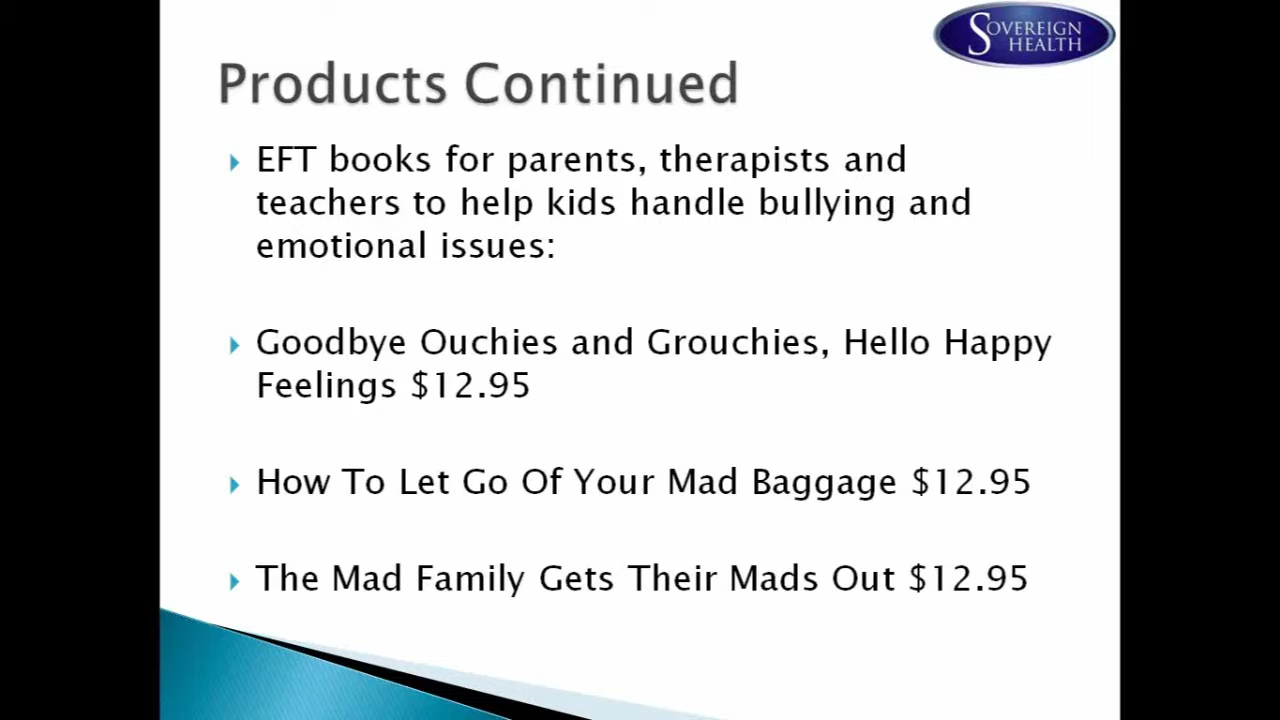 SOVEREIGN
HEALTH
Products Continued
EFT books for parents, therapists and
teachers to help kids handle bullying and
emotional issues:
Goodbye Ouchies and Grouchies, Hello Happy
Feelings $12.95
How To Let Go Of Your Mad Baggage $12.95
The Mad Family Gets Their Mads Out $12.95